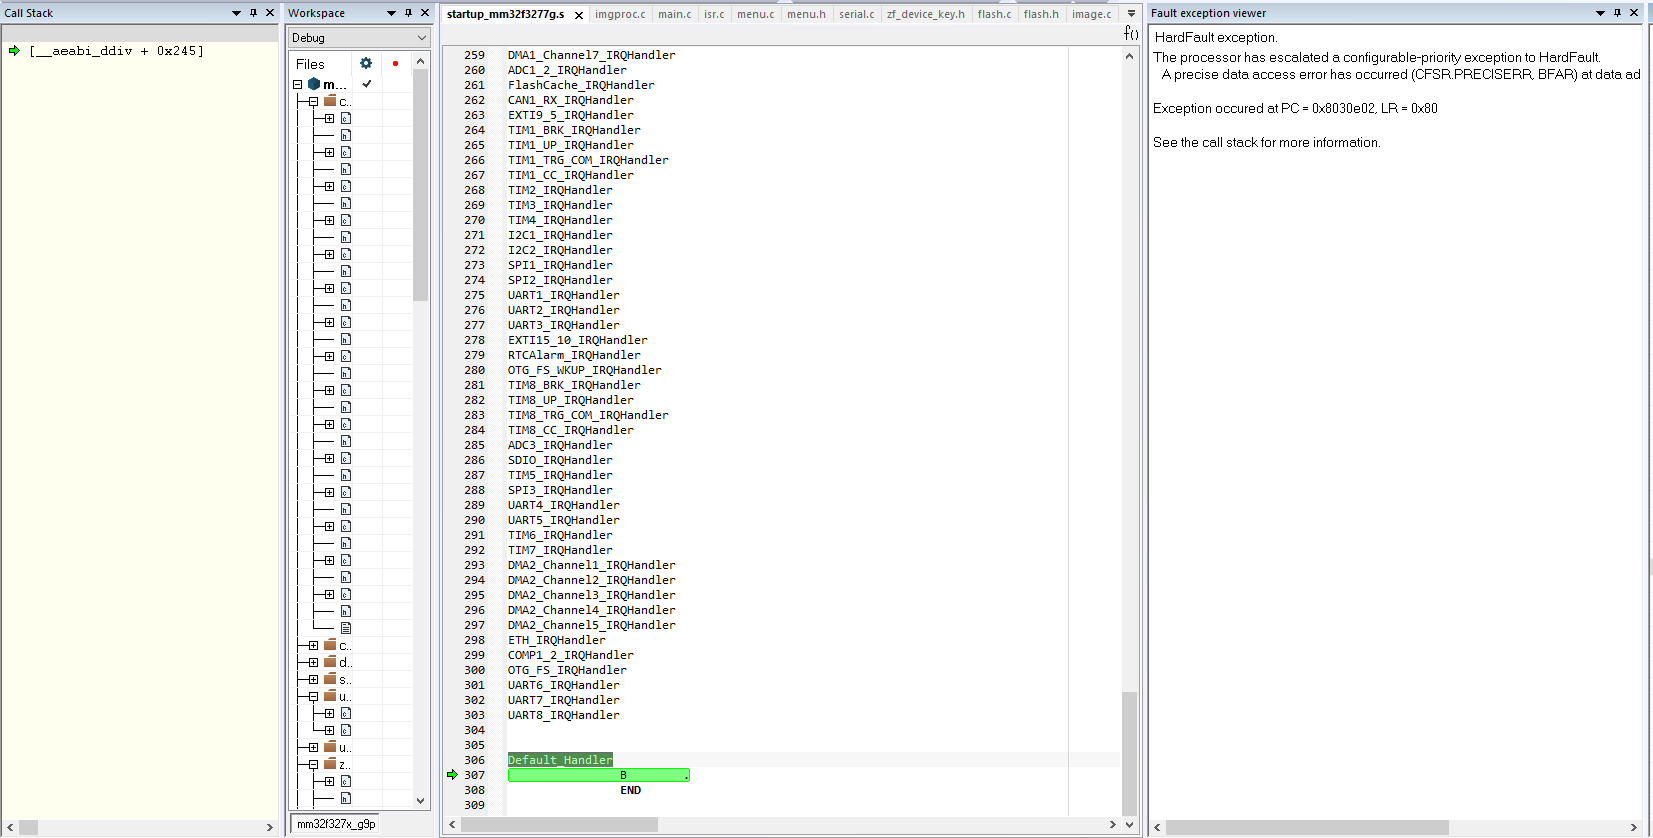 Call Stack
[__aeabi_ddiv + 0x245]
Workspace
Debug
Files
m...
c..
c..
d..
s..
u..
u..
z..
mm32f327x_g9p
startup_mm32f3277g.s
imgproc.c
main.c
isr.c
menu.c
menu.h
serial.c
zf_device_key.h
flash.c
flash.h
image.c
f()
259 DMA1_Channel7_IRQHandler
260 ADC1_2_IRQHandler
261 FlashCache_IRQHandler
262 CAN1_RX_IRQHandler
263 EXTI9_5_IRQHandler
264 TIM1_BRK_IRQHandler
265 TIM1_UP_IRQHandler
266 TIM1_TRG_COM_IRQHandler
267 TIM1_CC_IRQHandler
268 TIM2_IRQHandler
269 TIM3_IRQHandler
270 TIM4_IRQHandler
271 I2C1_IRQHandler
272 I2C2_IRQHandler
273 SPI1_IRQHandler
274 SPI2_IRQHandler
275 UART1_IRQHandler
276 UART2_IRQHandler
277 UART3_IRQHandler
278 EXTI15_10_IRQHandler
279 RTCAlarm_IRQHandler
280 OTG_FS_WKUP_IRQHandler
281 TIM8_BRK_IRQHandler
282 TIM8_UP_IRQHandler
283 TIM8_TRG_COM_IRQHandler
284 TIM8_CC_IRQHandler
285 ADC3_IRQHandler
286 SDIO_IRQHandler
287 TIM5_IRQHandler
288 SPI3_IRQHandler
289 UART4_IRQHandler
290 UART5_IRQHandler
291 TIM6_IRQHandler
292 TIM7_IRQHandler
293 DMA2_Channel1_IRQHandler
294 DMA2_Channel2_IRQHandler
295 DMA2_Channel3_IRQHandler
296 DMA2_Channel4_IRQHandler
297 DMA2_Channel5_IRQHandler
298 ETH_IRQHandler
299 COMP1_2_IRQHandler
300 OTG_FS_IRQHandler
301 UART6_IRQHandler
302 UART7_IRQHandler
303 UART8_IRQHandler
304
305
306 Default_Handler
307 B .
308 END
309
Fault exception viewer
HardFault exception.
The processor has escalated a configurable-priority exception to HardFault.
A precise data access error has occurred (CFSR.PRECISERR, BFAR) at data ad
Exception occured at PC = 0x8030e02, LR = 0x80
See the call stack for more information.